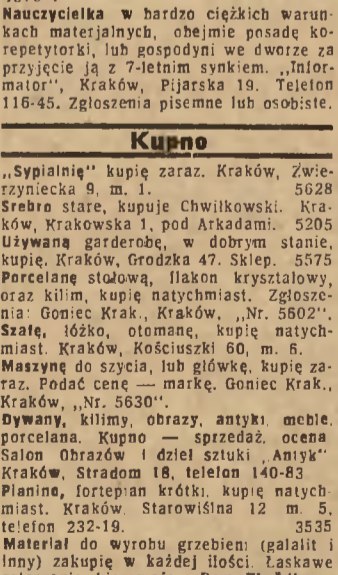 Nauczycielka w bardzo ciężkich warun-
kach materjalnych, obejmie posadę ko-
repetytorki, lub gospodyni we dworze za
przyjęcie ją z 7-letnim synkiem. „Infor-
mator", Kraków, Pijarska 19. Telefon
116-45. Zgłoszenia pisemne lub osobiste.
Kupno
„Sypialnię" kupię zaraz. Kraków, Zwie-
rzyniecka 9, m. 1. 5628
Srebro stare, kupuje Chwiłkowski. Kra-
ków, Krakowska 1, pod Arkadami. 5205
Używaną garderobę, w dobrym stanie,
kupię. Kraków, Grodzka 47. Sklep. 5575
Porcelanę stołową, flakon kryształowy,
oraz kilim, kupię natychmiast. Zgłosze-
nia: Goniec Krak., Kraków, „Nr. 5602".
Szafę, łóżko, otomanę, kupię natych-
miast. Kraków, Kościuszki 60, m. 6.
Maszynę do szycia, lub główkę, kupię za-
raz. Podać cenę — markę. Goniec Krak.,
Kraków, „Nr. 5630".
Dywany, kilimy, obrazy, antyki, meble,
porcelana. Kupno — sprzedaż, ocena
Salon Obrazów i dzieł sztuki „Antyk"
Kraków, Stradom 18, telefon 140-83
Pianino, fortepian krótki, kupię natych-
miast. Kraków, Starowiślna 12 m. 5,
telefon 232-19. 3535
Materiał do wyrobu grzebieni (galalit i
inny) zakupię w każdej ilości. Łaskawe